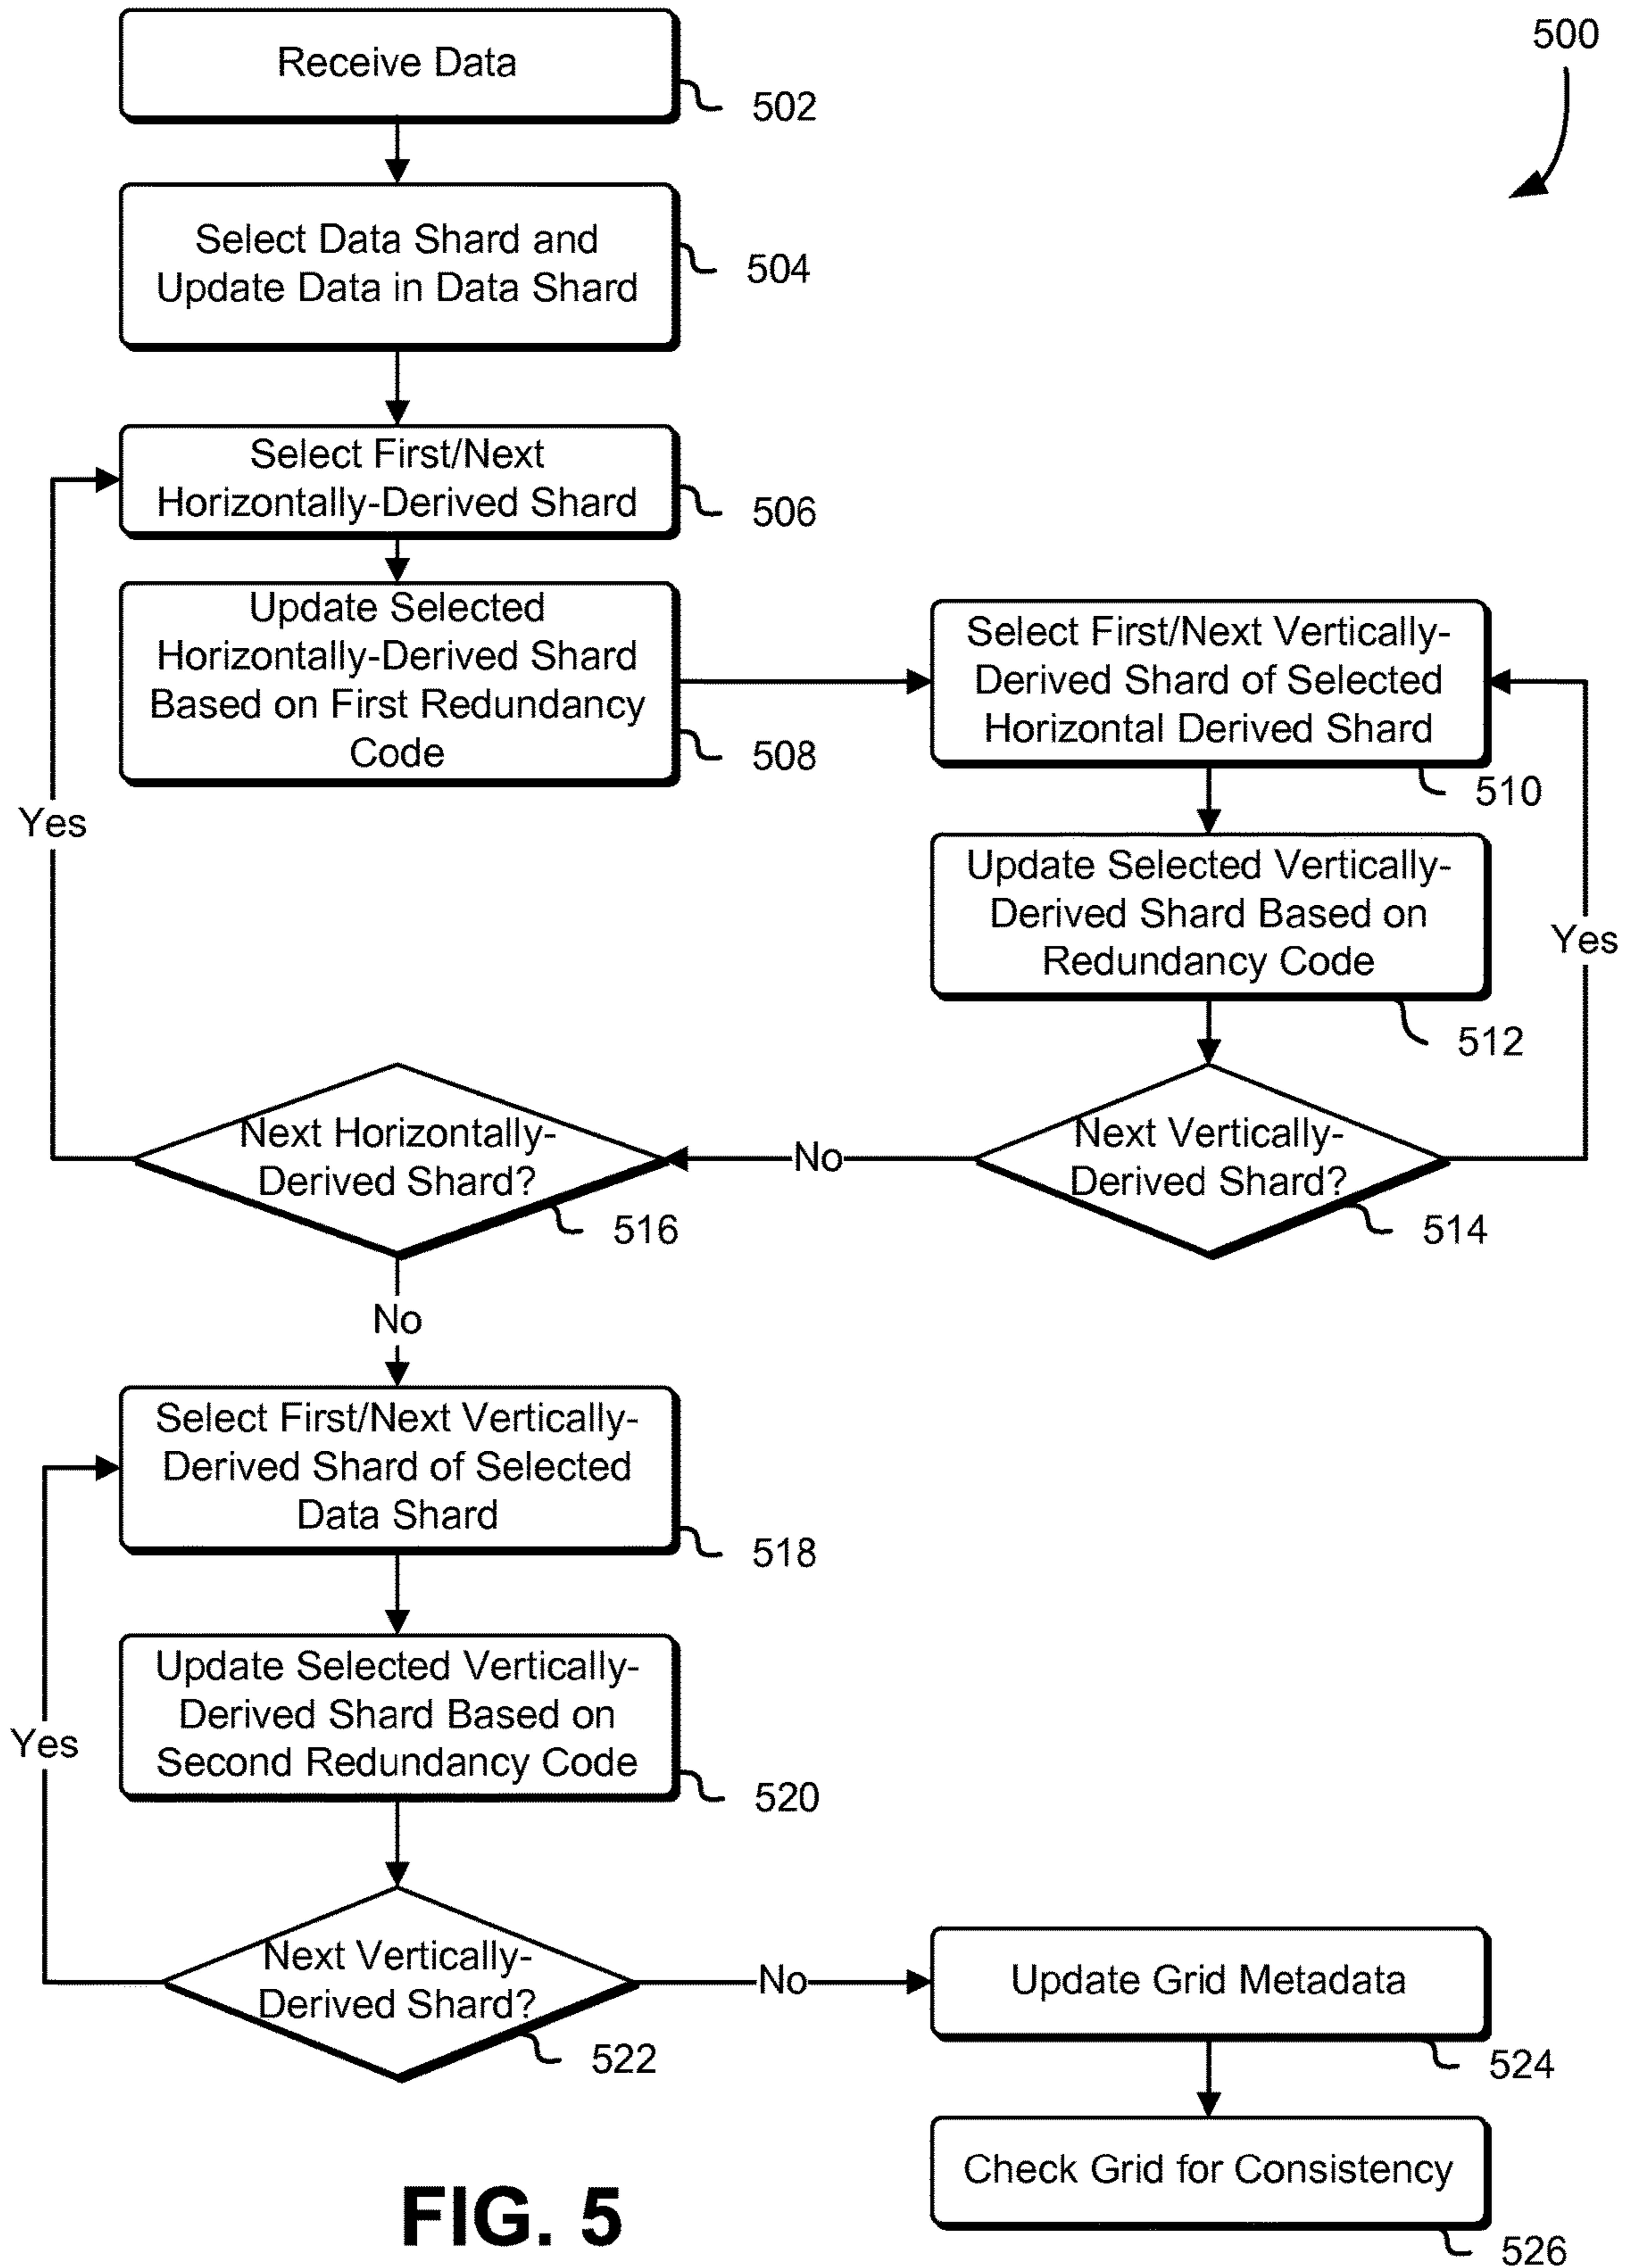 500
Receive Data
502
Select Data Shard and
Update Data in Data Shard
504
Select First/Next
Horizontally-Derived Shard
506
Update Selected
Horizontally-Derived Shard
Based on First Redundancy
Code
508
Select First/Next Vertically-
Derived Shard of Selected
Horizontal Derived Shard
510
Update Selected Vertically-
Derived Shard Based on
Redundancy Code
512
Yes
Yes
Next Vertically-
Derived Shard?
514
No
Next Horizontally-
Derived Shard?
516
No
Select First/Next Vertically-
Derived Shard of Selected
Data Shard
518
Update Selected Vertically-
Derived Shard Based on
Second Redundancy Code
520
Yes
Next Vertically-
Derived Shard?
522
No
Update Grid Metadata
524
Check Grid for Consistency
526
FIG. 5